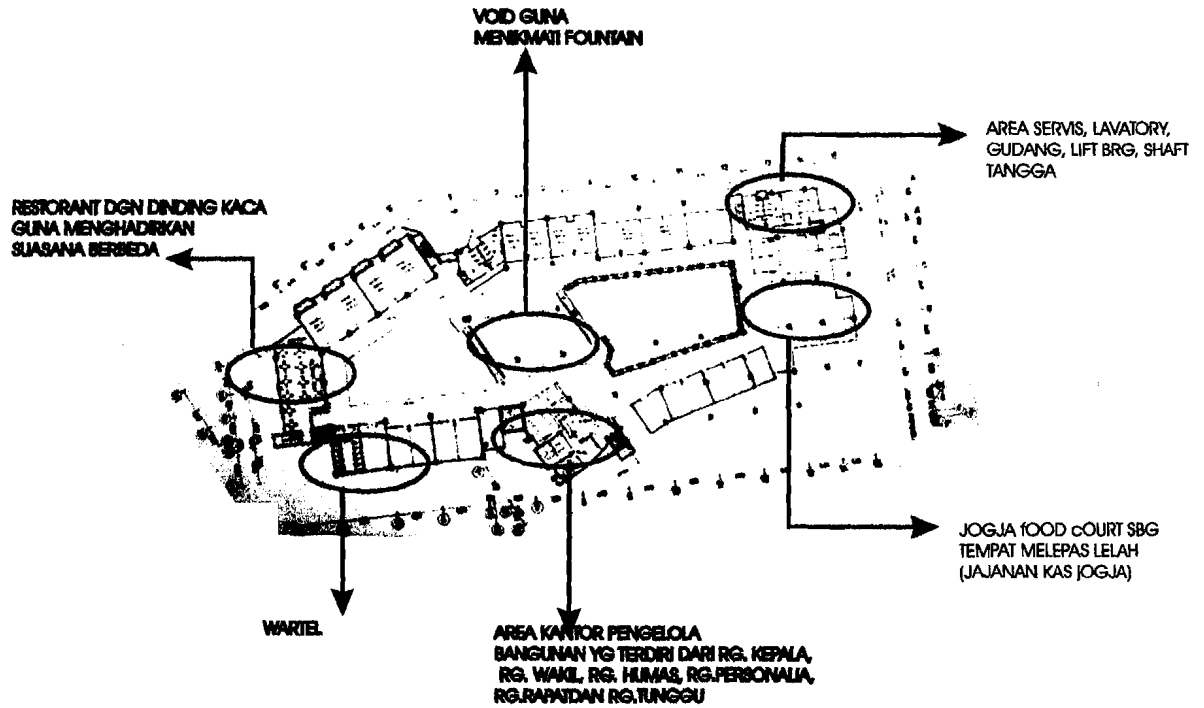 VOID GUNA
MENIKMATI FOUNTAIN
AREA SERVIS, LAVATORY,
GUDANG, LIFT BRG, SHAFT
TANGGA
RESTORANT DGN DINDING KACA
GUNA MENGHADIRKAN
SUASANA BERBEDA
JOGJA fOOD cOURT SBG
TEMPAT MELEPAS LELAH
(JAJANAN KAS jOGJA)
WARTEL
AREA KANTOR PENGELOLA
BANGUNAN YG TERDIRI DARI RG. KEPALA,
RG. WAKIL, RG. HUMAS, RG.PERSONALIA,
RG.RAPATDAN RG.TUNGGU